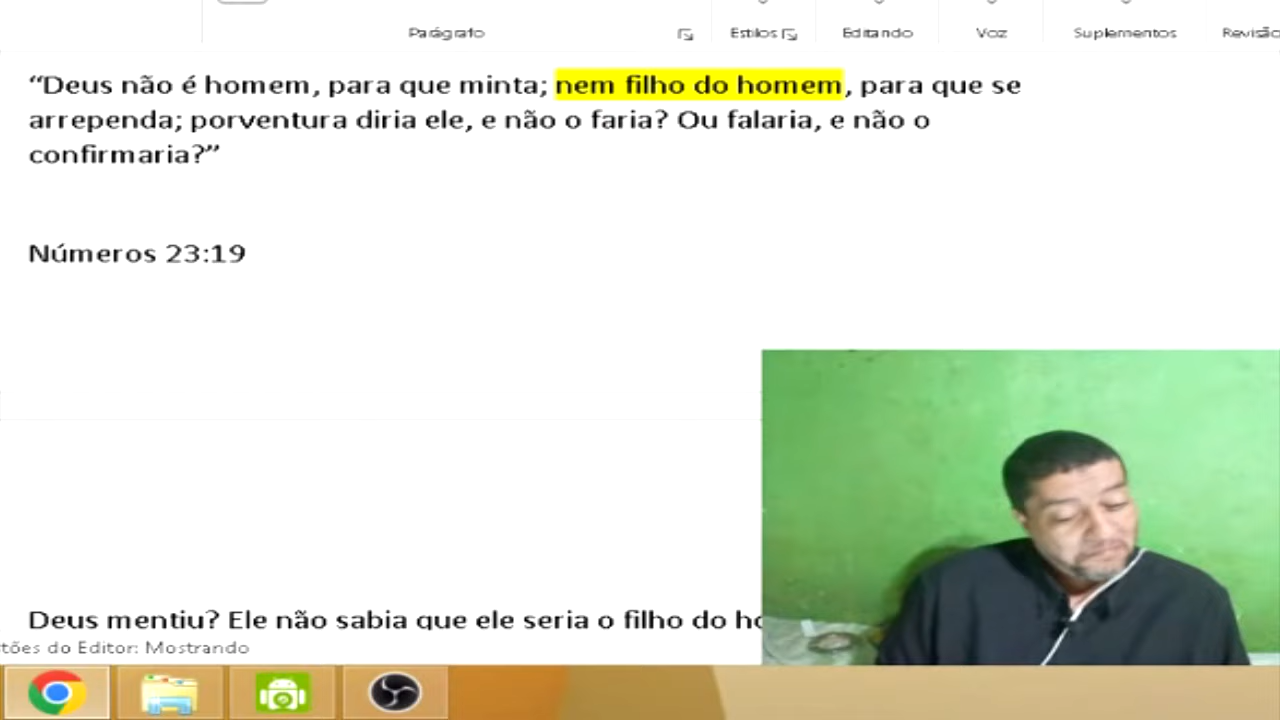 Parágrafo Estilos Editando Voz Suplementos Revisão
“Deus não é homem, para que minta; nem filho do homem, para que se
arrependa; porventura diria ele, e não o faria? Ou falaria, e não o
confirmaria?”
Números 23:19
Deus mentiu? Ele não sabia que ele seria o filho do
tões do Editor: Mostrando